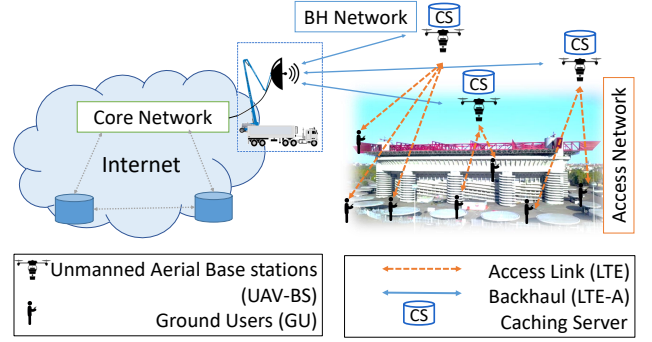 BH Network
CS
CS
CS
Core Network
Internet
Access Network
Unmanned Aerial Base stations
(UAV-BS)
Ground Users (GU)
Access Link (LTE)
Backhaul (LTE-A)
CS
Caching Server